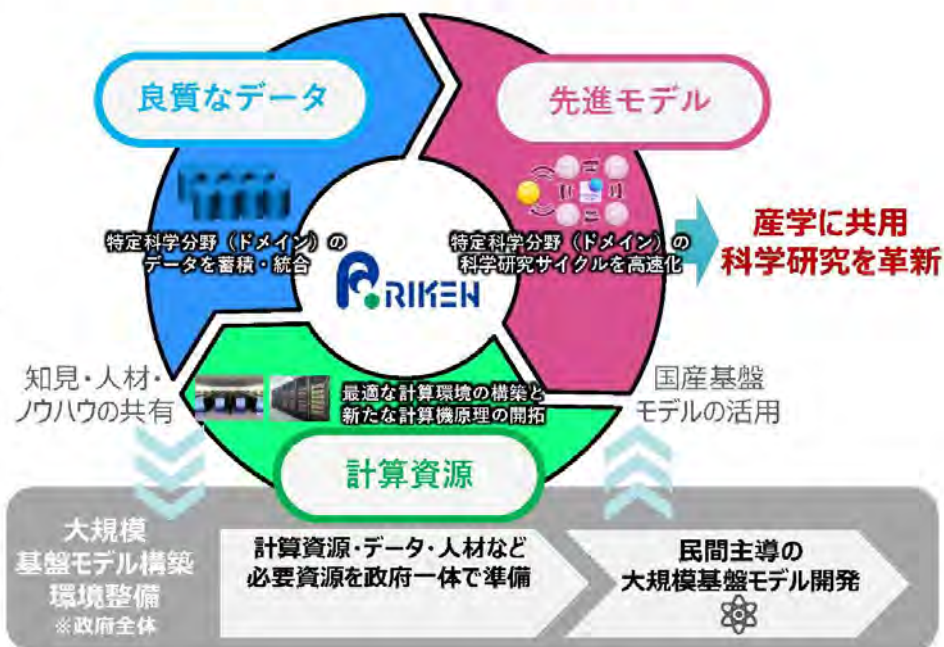 良質なデータ
先進モデル
特定科学分野（ドメイン）の
データを蓄積・統合
特定科学分野（ドメイン）の
科学研究サイクルを高速化
産学に共用
科学研究を革新
RIKEN
知見・人材・
ノウハウの共有
最適な計算環境の構築と
新たな計算機原理の開拓
国産基盤
モデルの活用
計算資源
大規模
基盤モデル構築
環境整備
※政府全体
計算資源・データ・人材など
必要資源を政府一体で準備
民間主導の
大規模基盤モデル開発